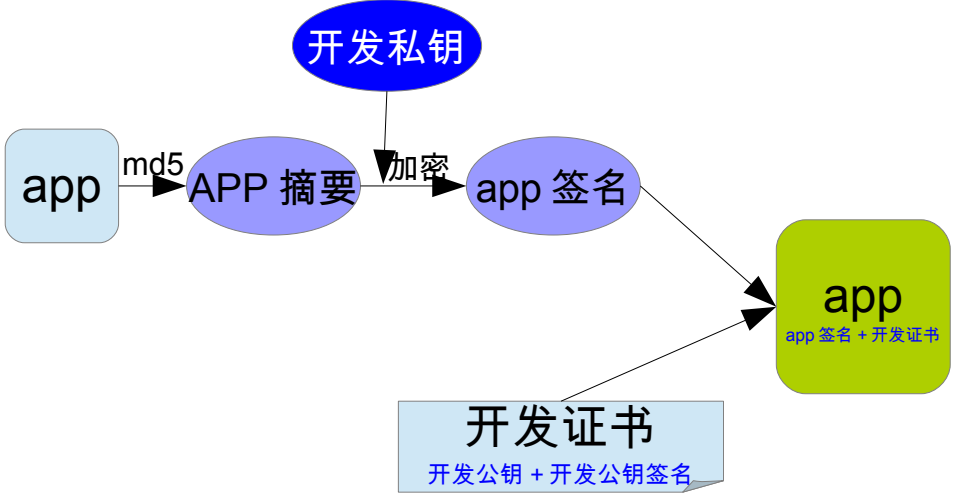 开发私钥
app
md5
APP 摘要
加密
app 签名
app
app 签名 + 开发证书
开发证书
开发公钥 + 开发公钥签名